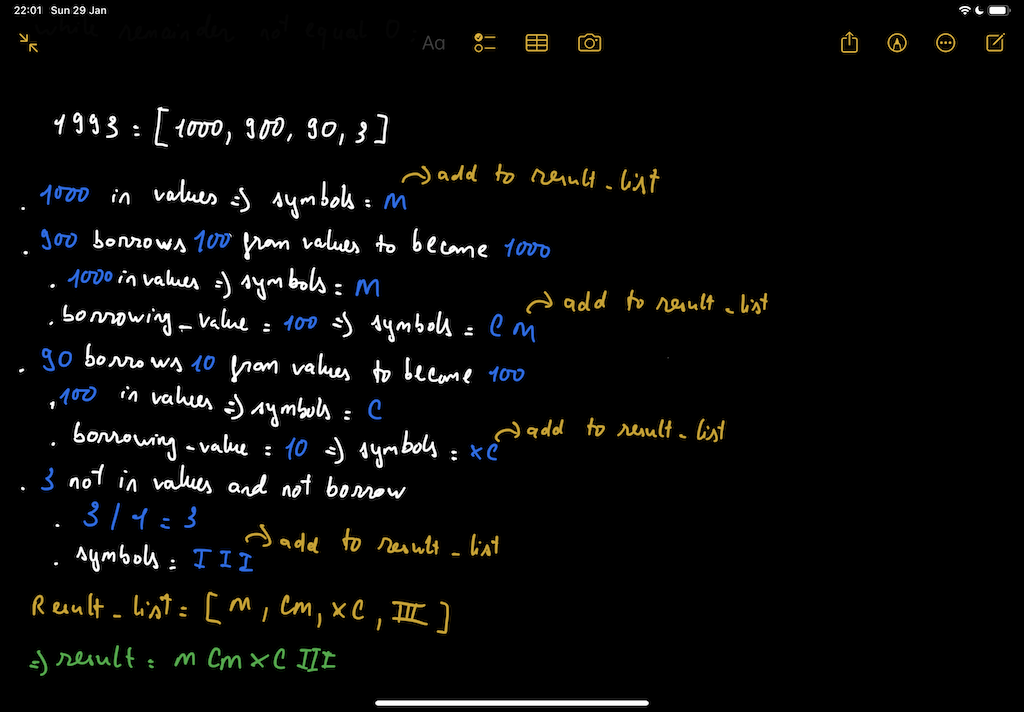 22:01 Sun 29 Jan
while remainder not equal 0:
Aa
1993 = [1000, 900, 90, 3]
add to result_list
. 1000 in values => symbols = M
. 900 borrows 100 from values to become 1000
. 1000 in values => symbols = M
add to result_list
. borrowing_value = 100 => symbols = CM
. 90 borrows 10 from values to become 100
. 100 in values => symbols = C
add to result_list
. borrowing_value = 10 => symbols = XC
. 3 not in values and not borrow
. 3 / 1 = 3
add to result_list
. symbols = III
Result_list = [M, CM, XC, III]
=> result = MCMXCIII